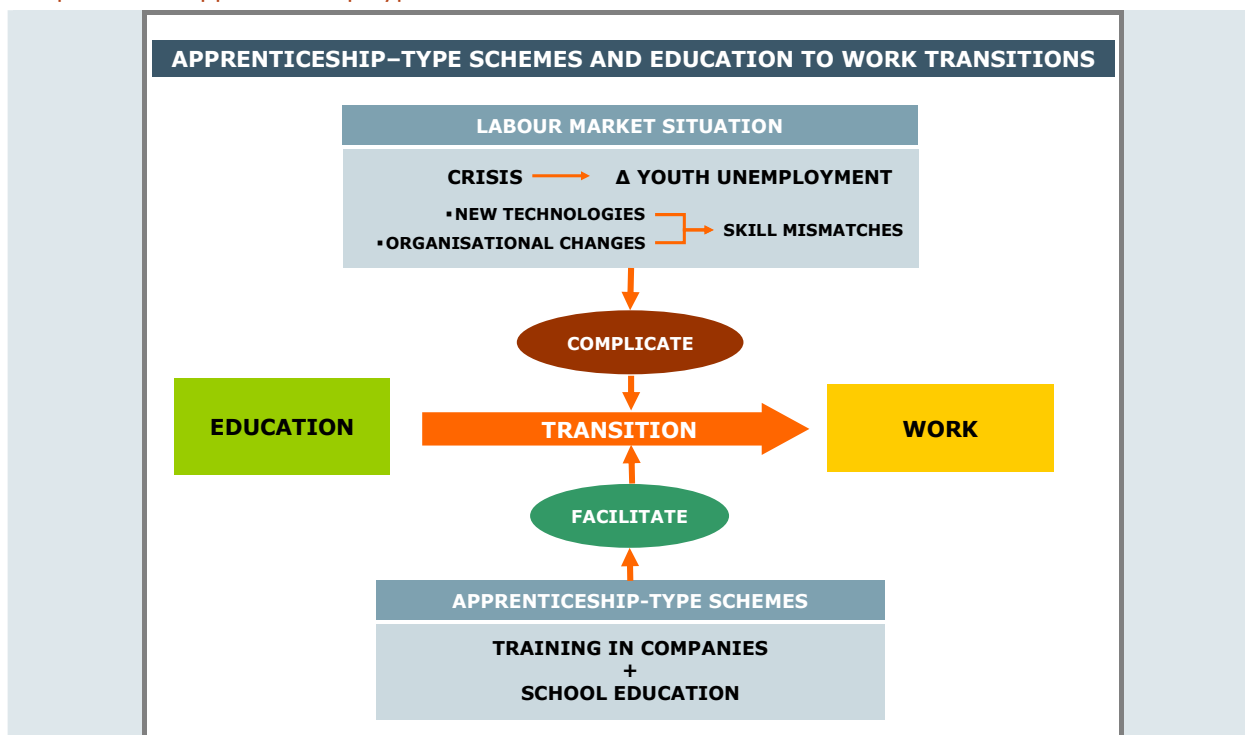 APPRENTICESHIP–TYPE SCHEMES AND EDUCATION TO WORK TRANSITIONS
LABOUR MARKET SITUATION
CRISIS Δ YOUTH UNEMPLOYMENT
▪NEW TECHNOLOGIES
▪ORGANISATIONAL CHANGES
SKILL MISMATCHES
COMPLICATE
EDUCATION
TRANSITION
WORK
FACILITATE
APPRENTICESHIP-TYPE SCHEMES
TRAINING IN COMPANIES
+
SCHOOL EDUCATION